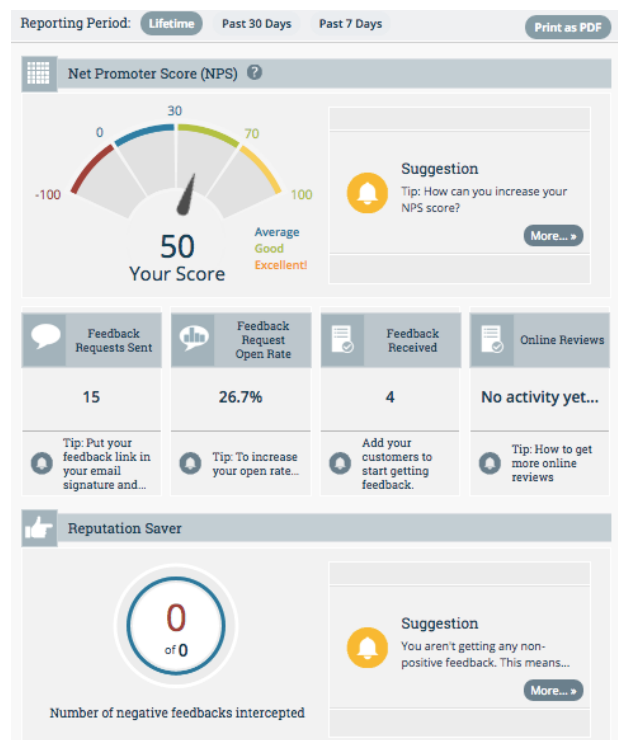 Reporting Period: Lifetime Past 30 Days Past 7 Days Print as PDF
Net Promoter Score (NPS) ?
30
0 70
-100 100
50
Your Score
Average
Good
Excellent!
Suggestion
Tip: How can you increase your
NPS score?
More... »
Feedback
Requests Sent
15
Tip: Put your
feedback link in
your email
signature and...
Feedback
Request
Open Rate
26.7%
Tip: To increase
your open rate...
Feedback
Received
4
Add your
customers to
start getting
feedback.
Online Reviews
No activity yet...
Tip: How to get
more online
reviews
Reputation Saver
0
of 0
Number of negative feedbacks intercepted
Suggestion
You aren't getting any non-
positive feedback. This means...
More... »